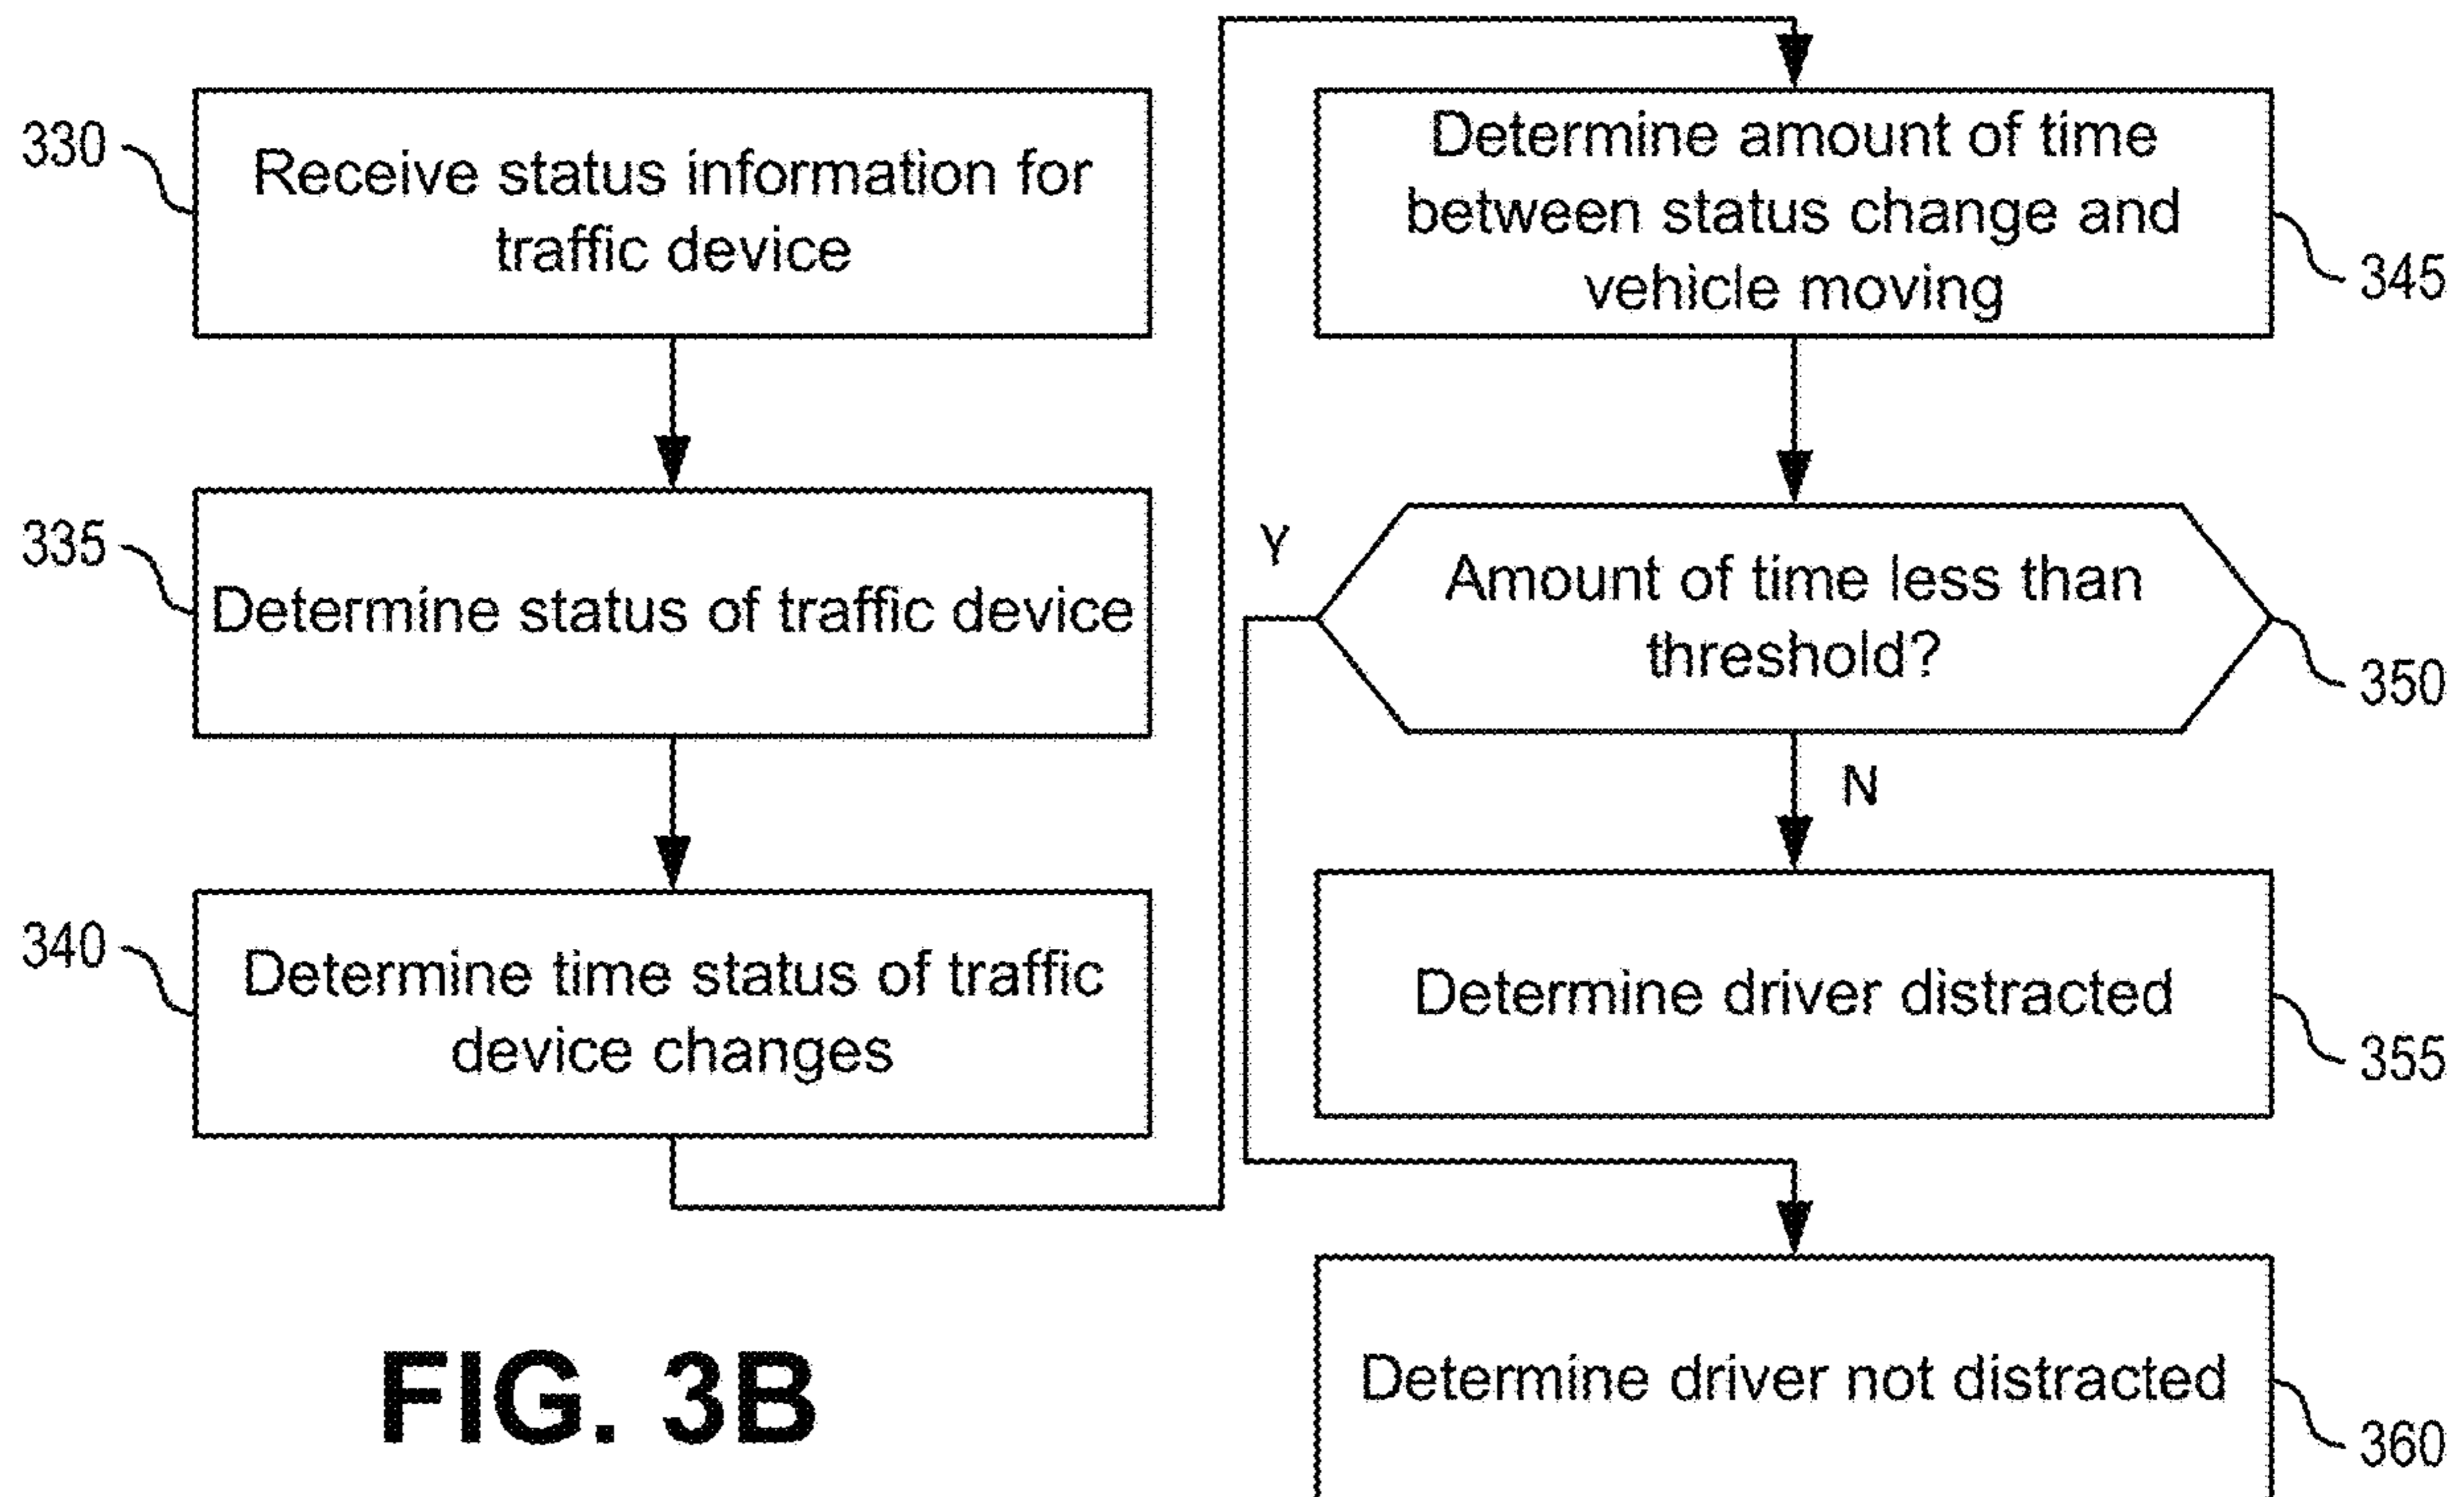 330
Receive status information for
traffic device
335
Determine status of traffic device
340
Determine time status of traffic
device changes
Determine amount of time
between status change and
vehicle moving
345
Y
Amount of time less than
threshold?
350
N
Determine driver distracted
355
Determine driver not distracted
360
FIG. 3B